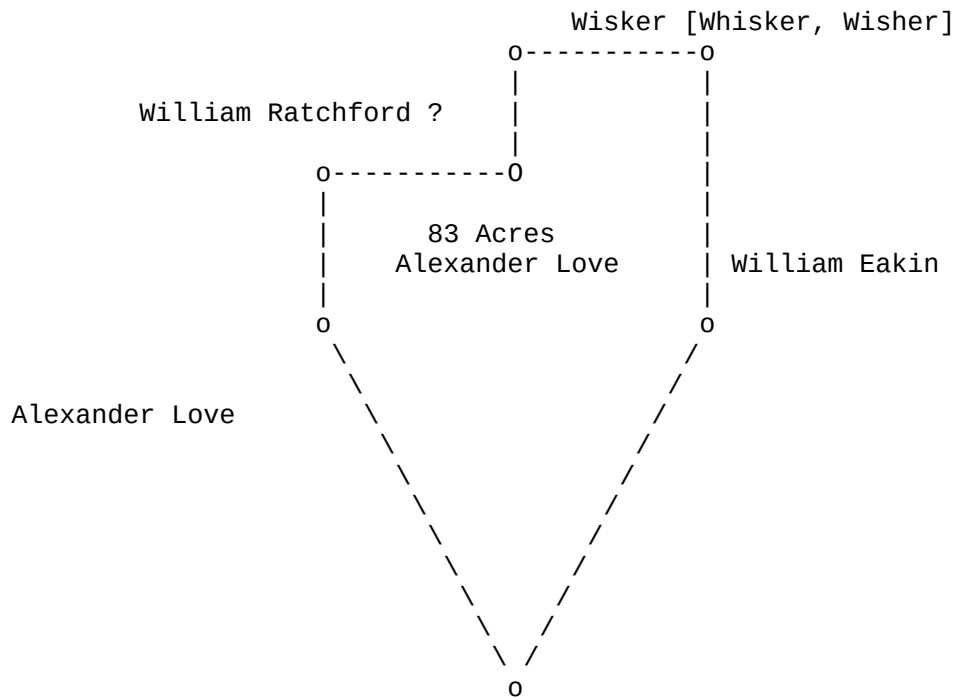 Wisker [Whisker, Wisher]
William Ratchford ?
83 Acres
Alexander Love
William Eakin
Alexander Love